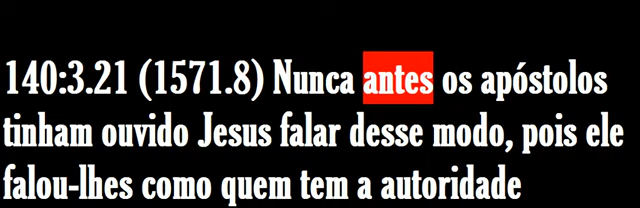 140:3.21 (1571.8) Nunca antes os apóstolos
tinham ouvido Jesus falar desse modo, pois ele
falou-lhes como quem tem a autoridade